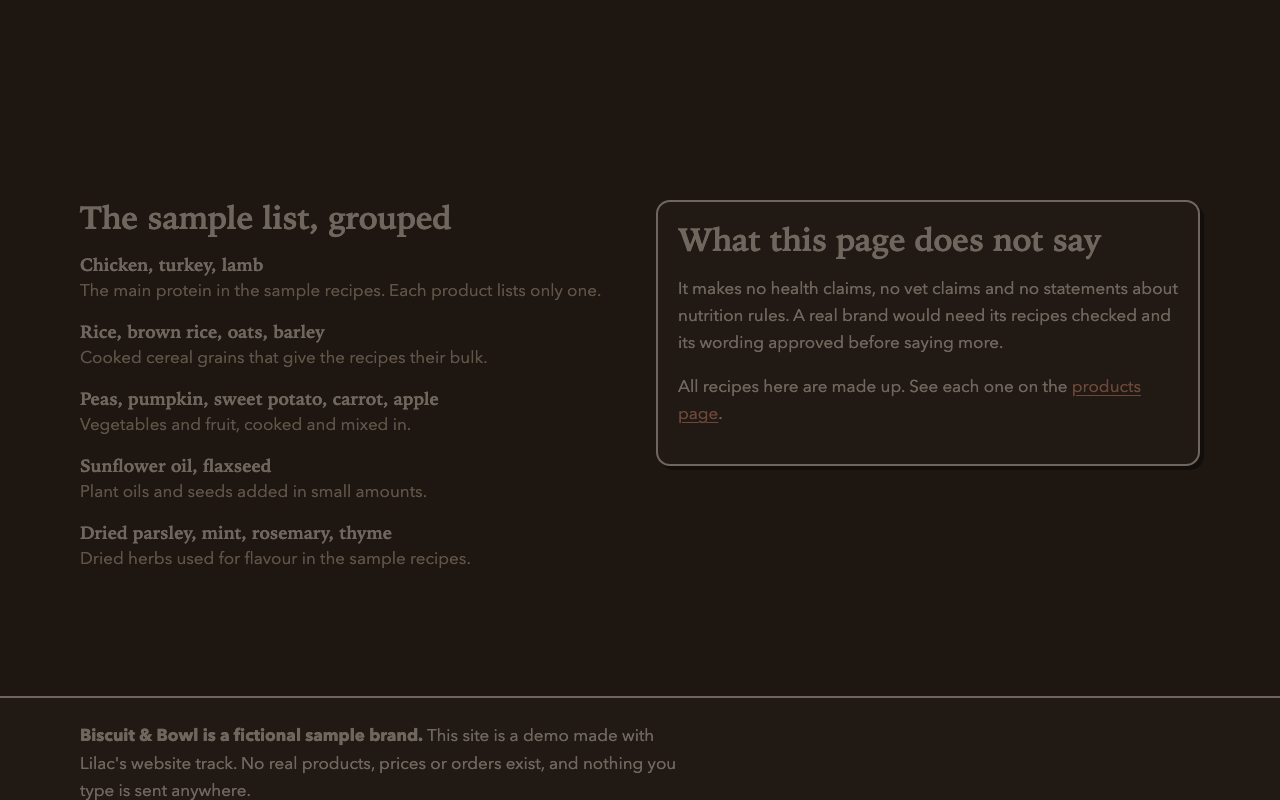 The sample list, grouped
Chicken, turkey, lamb
The main protein in the sample recipes. Each product lists only one.
Rice, brown rice, oats, barley
Cooked cereal grains that give the recipes their bulk.
Peas, pumpkin, sweet potato, carrot, apple
Vegetables and fruit, cooked and mixed in.
Sunflower oil, flaxseed
Plant oils and seeds added in small amounts.
Dried parsley, mint, rosemary, thyme
Dried herbs used for flavour in the sample recipes.
What this page does not say
It makes no health claims, no vet claims and no statements about
nutrition rules. A real brand would need its recipes checked and
its wording approved before saying more.
All recipes here are made up. See each one on the products
page.
Biscuit & Bowl is a fictional sample brand. This site is a demo made with
Lilac's website track. No real products, prices or orders exist, and nothing you
type is sent anywhere.